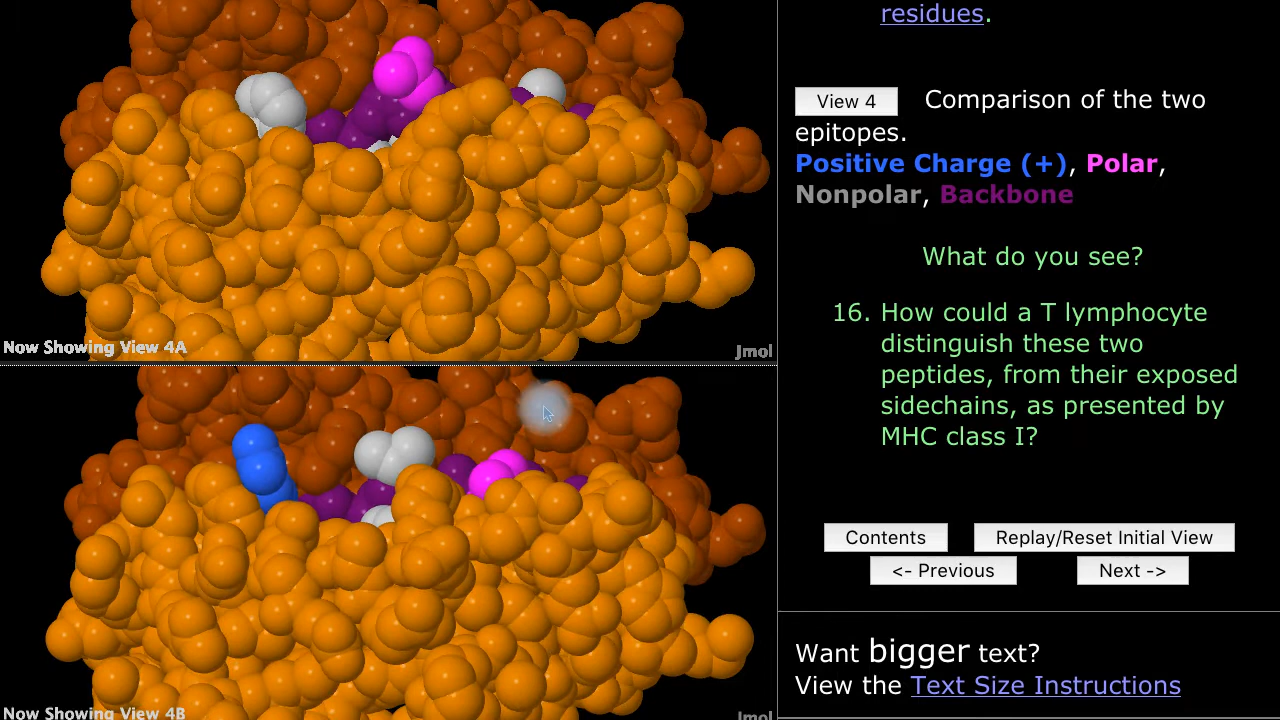 Now Showing View 4A
Jmol
Now Showing View 4B
Jmol
residues.
View 4 Comparison of the two
epitopes.
Positive Charge (+), Polar,
Nonpolar, Backbone
What do you see?
16. How could a T lymphocyte
distinguish these two
peptides, from their exposed
sidechains, as presented by
MHC class I?
Contents Replay/Reset Initial View
<- Previous Next ->
Want bigger text?
View the Text Size Instructions